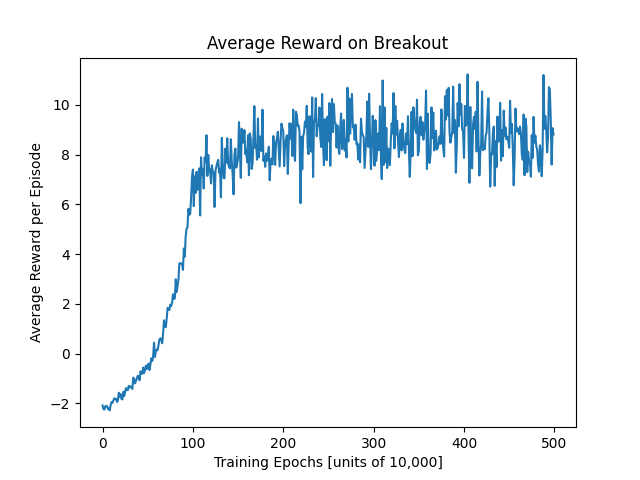 Average Reward on Breakout
Average Reward per Episode
10
8
6
4
2
0
−2
0 100 200 300 400 500
Training Epochs [units of 10,000]